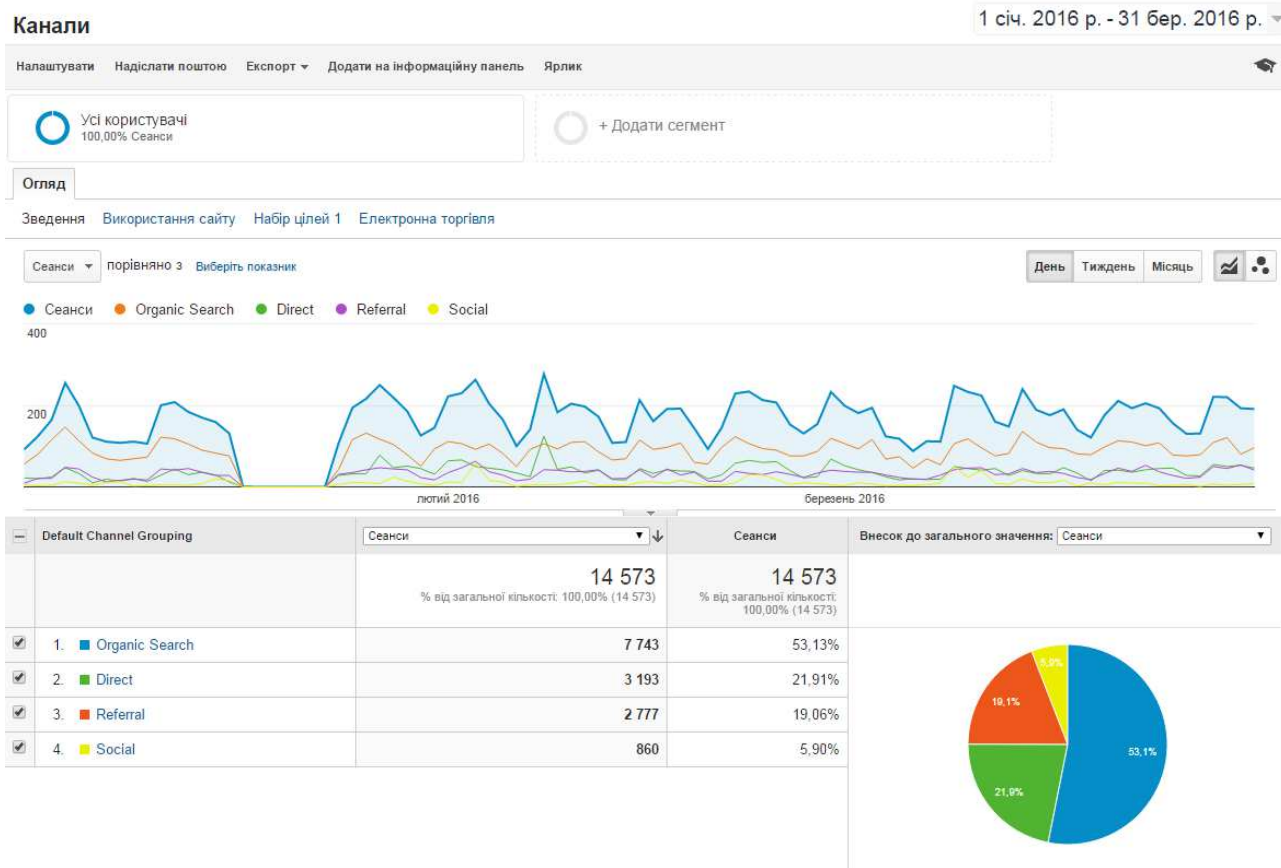 Канали
1 січ. 2016 р. - 31 бер. 2016 р.
Налаштувати Надіслати поштою Експорт Додати на інформаційну панель Ярлик
Усі користувачі
100,00% Сеанси
+ Додати сегмент
Огляд
Зведення Використання сайту Набір цілей 1 Електронна торгівля
Сеанси порівняно з Виберіть показник
День Тиждень Місяць
Сеанси Organic Search Direct Referral Social
400
200
лютий 2016 березень 2016
Default Channel Grouping Сеанси Сеанси Внесок до загального значення: Сеанси
14 573 14 573
% від загальної кількості: 100,00% (14 573) % від загальної кількості:
100,00% (14 573)
1. Organic Search 7 743 53,13%
2. Direct 3 193 21,91%
3. Referral 2 777 19,06%
4. Social 860 5,90%
5,9%
19,1%
53,1%
21,9%